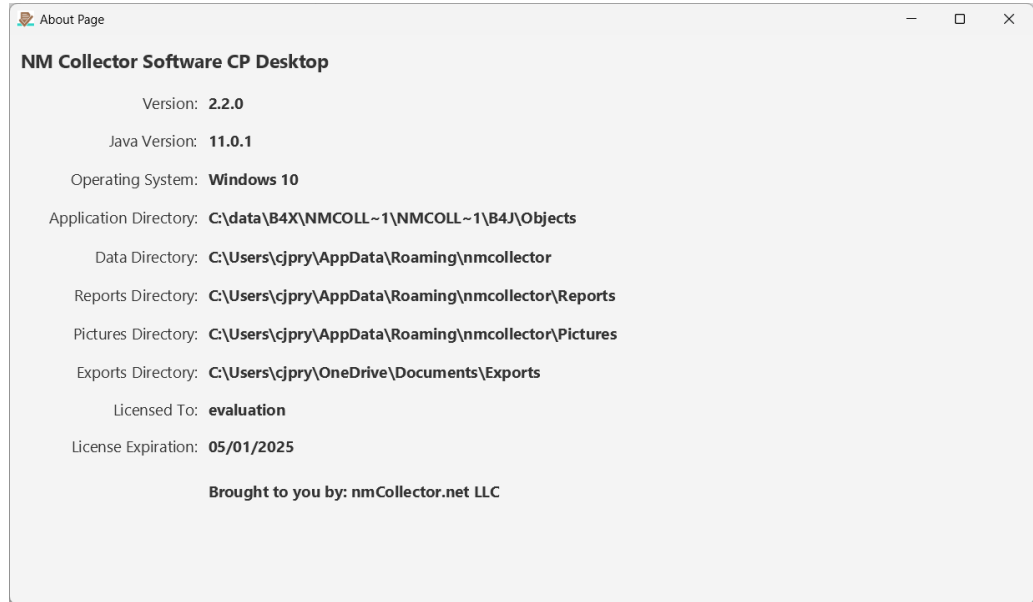 About Page
NM Collector Software CP Desktop
Version: 2.2.0
Java Version: 11.0.1
Operating System: Windows 10
Application Directory: C:\data\B4X\NMCOLL~1\NMCOLL~1\B4J\Objects
Data Directory: C:\Users\cjpry\AppData\Roaming\nmcollector
Reports Directory: C:\Users\cjpry\AppData\Roaming\nmcollector\Reports
Pictures Directory: C:\Users\cjpry\AppData\Roaming\nmcollector\Pictures
Exports Directory: C:\Users\cjpry\OneDrive\Documents\Exports
Licensed To: evaluation
License Expiration: 05/01/2025
Brought to you by: nmCollector.net LLC